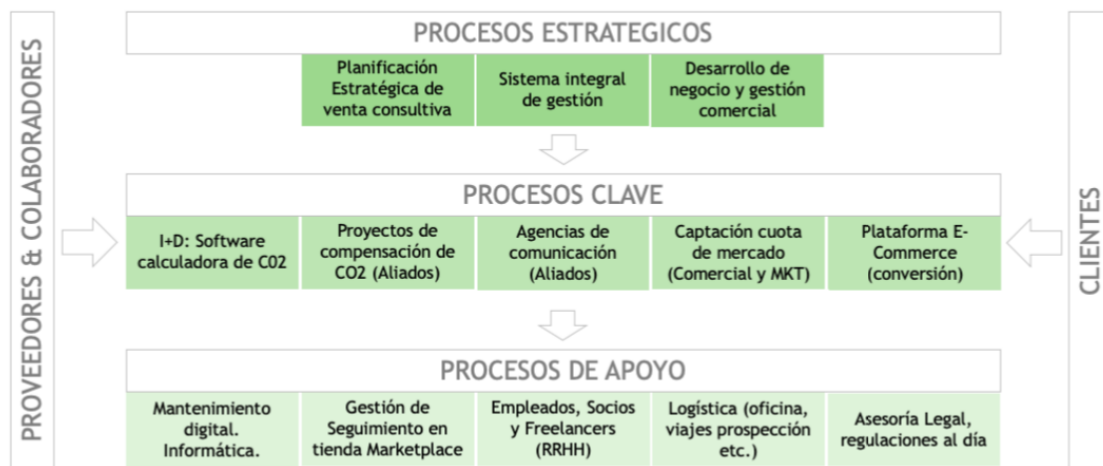 PROVEEDORES & COLABORADORES
PROCESOS ESTRATEGICOS
Planificación
Estratégica de
venta consultiva
Sistema integral
de gestión
Desarrollo de
negocio y gestión
comercial
PROCESOS CLAVE
I+D: Software
calculadora de C02
Proyectos de
compensación de
CO2 (Aliados)
Agencias de
comunicación
(Aliados)
Captación cuota
de mercado
(Comercial y MKT)
Plataforma E-
Commerce
(conversión)
PROCESOS DE APOYO
Mantenimiento
digital.
Informática.
Gestión de
Seguimiento en
tienda Marketplace
Empleados, Socios
y Freelancers
(RRHH)
Logística (oficina,
viajes prospección
etc.)
Asesoría Legal,
regulaciones al día
CLIENTES